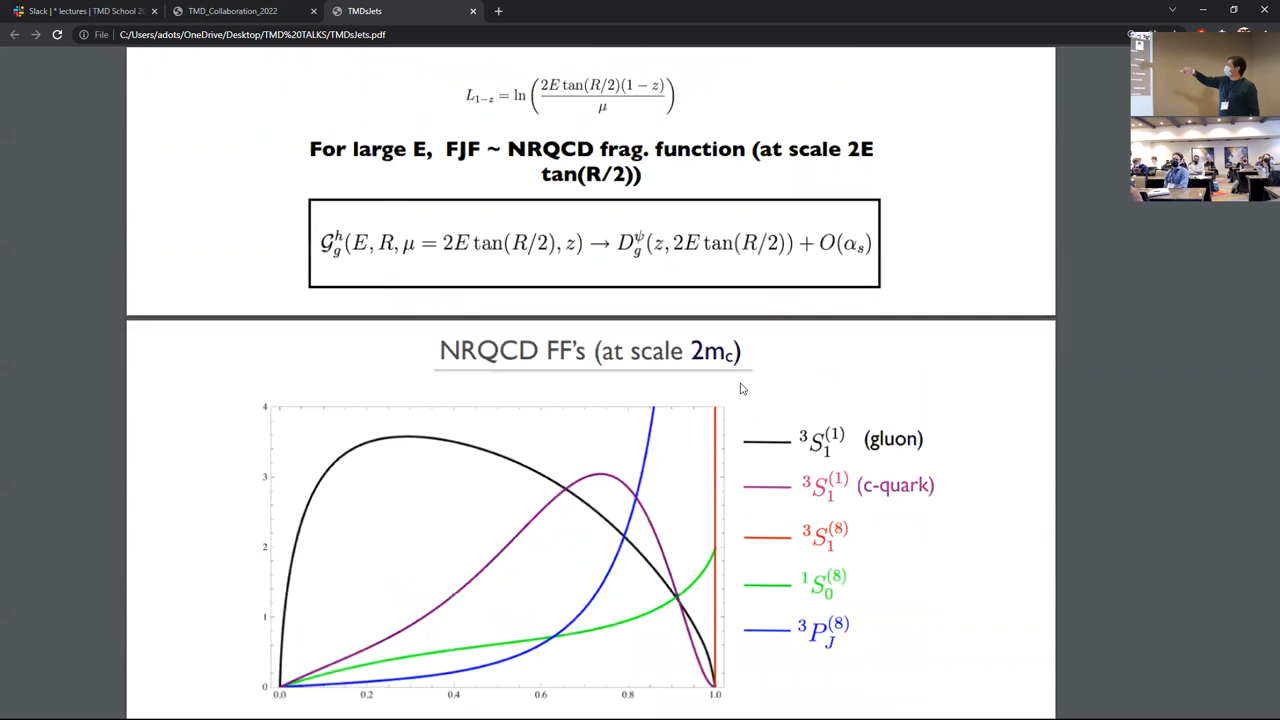 Slack | * lectures | TMD School 20
TMD_Collaboration_2022
TMDsJets
File
C:/Users/adots/OneDrive/Desktop/TMD%20TALKS/TMDsJets.pdf
L_{1-z} = ln ( 2E tan(R/2)(1 − z) / μ )
For large E, FJF ~ NRQCD frag. function (at scale 2E
tan(R/2))
𝒢_g^h(E, R, μ = 2E tan(R/2), z) → D_g^ψ(z, 2E tan(R/2)) + O(α_s)
NRQCD FF's (at scale 2m_c)
4
3
2
1
0
0.0 0.2 0.4 0.6 0.8 1.0
³S₁⁽¹⁾ (gluon)
³S₁⁽¹⁾ (c-quark)
³S₁⁽⁸⁾
¹S₀⁽⁸⁾
³P_J⁽⁸⁾